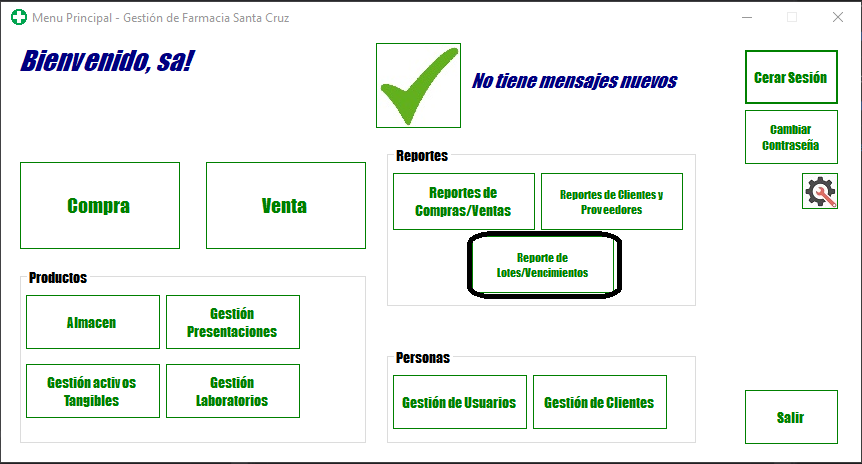 Menu Principal - Gestión de Farmacia Santa Cruz
Bienvenido, sa!
No tiene mensajes nuevos
Cerar Sesión
Cambiar
Contraseña
Compra
Venta
Reportes
Reportes de
Compras/Ventas
Reportes de Clientes y
Proveedores
Reporte de
Lotes/Vencimientos
Productos
Almacen
Gestión
Presentaciones
Gestión activos
Tangibles
Gestión
Laboratorios
Personas
Gestión de Usuarios
Gestión de Clientes
Salir